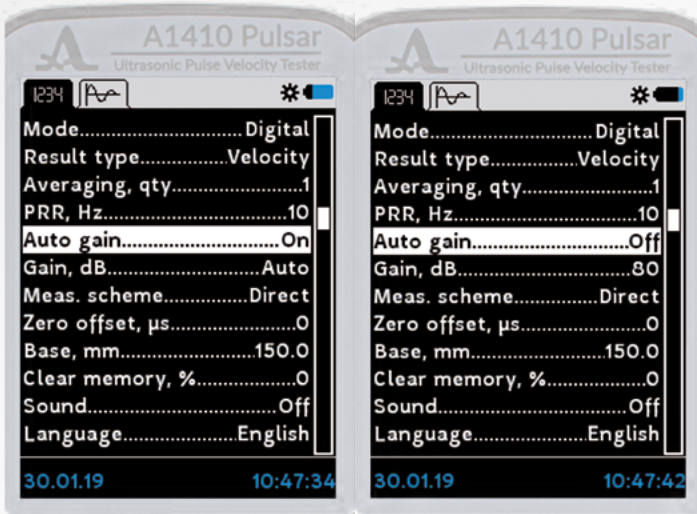 A1410 Pulsar
Ultrasonic Pulse Velocity Tester
1234
Mode..........................Digital
Result type...............Velocity
Averaging, qty.......................1
PRR, Hz................................10
Auto gain............................On
Gain, dB..........................Auto
Meas. scheme..............Direct
Zero offset, µs......................0
Base, mm.......................150.0
Clear memory, %..................0
Sound.................................Off
Language....................English
30.01.19 10:47:34
A1410 Pulsar
Ultrasonic Pulse Velocity Tester
1234
Mode..........................Digital
Result type...............Velocity
Averaging, qty.......................1
PRR, Hz................................10
Auto gain............................Off
Gain, dB..............................80
Meas. scheme..............Direct
Zero offset, µs......................0
Base, mm.......................150.0
Clear memory, %..................0
Sound.................................Off
Language....................English
30.01.19 10:47:42